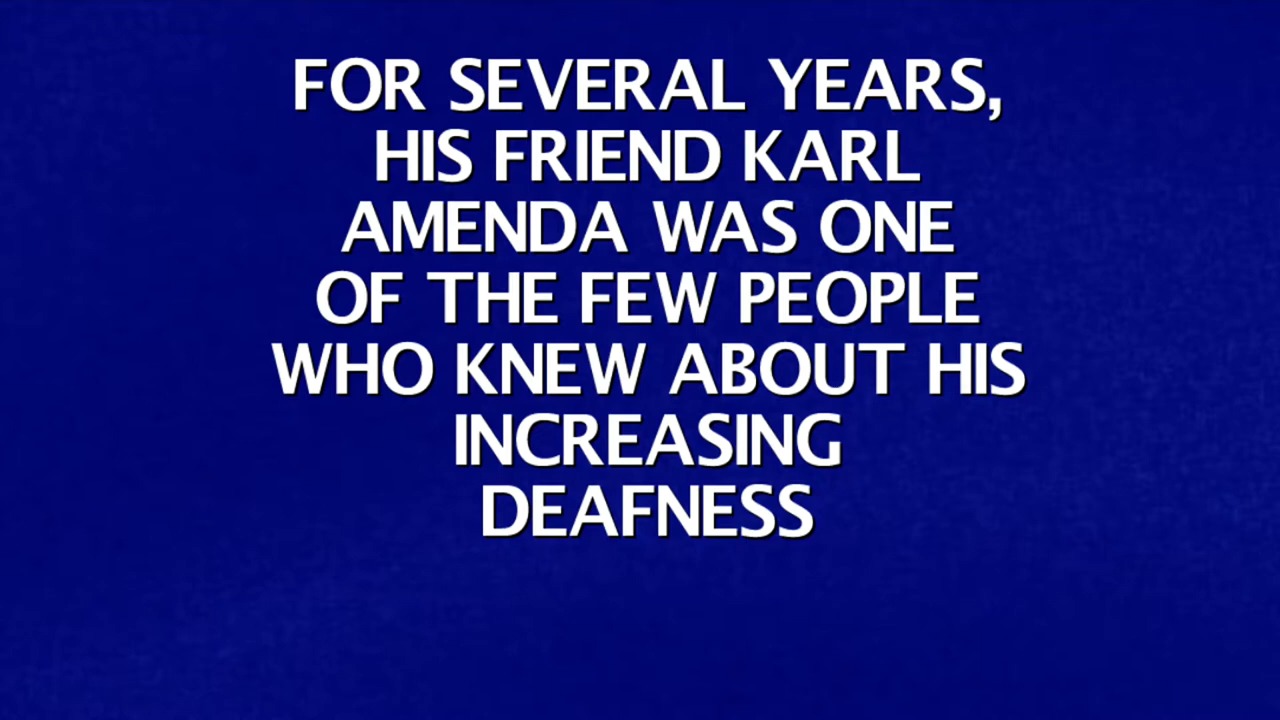 FOR SEVERAL YEARS,
HIS FRIEND KARL
AMENDA WAS ONE
OF THE FEW PEOPLE
WHO KNEW ABOUT HIS
INCREASING
DEAFNESS